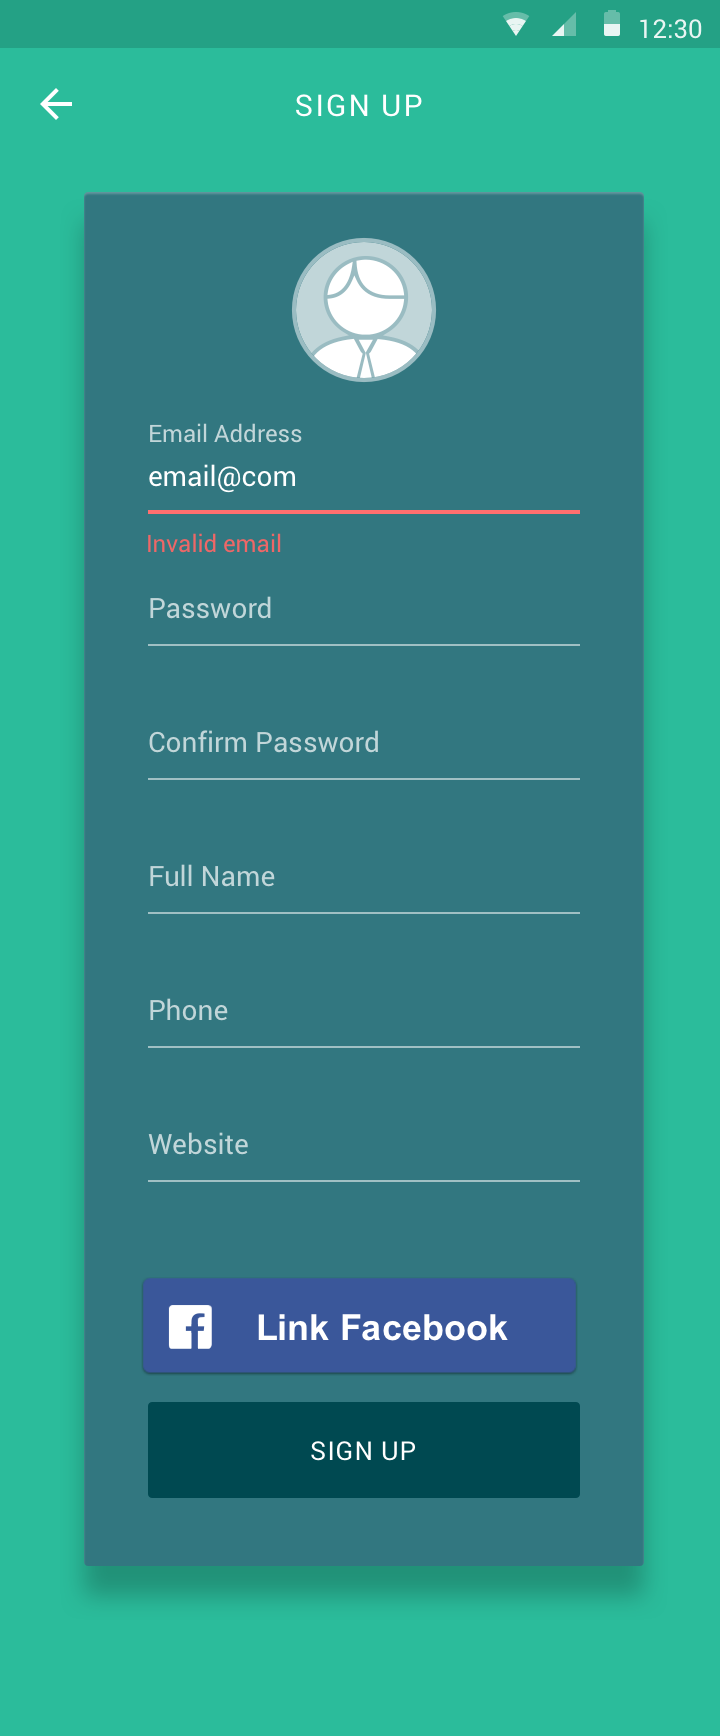 12:30
SIGN UP
Email Address
email@com
Invalid email
Password
Confirm Password
Full Name
Phone
Website
Link Facebook
SIGN UP